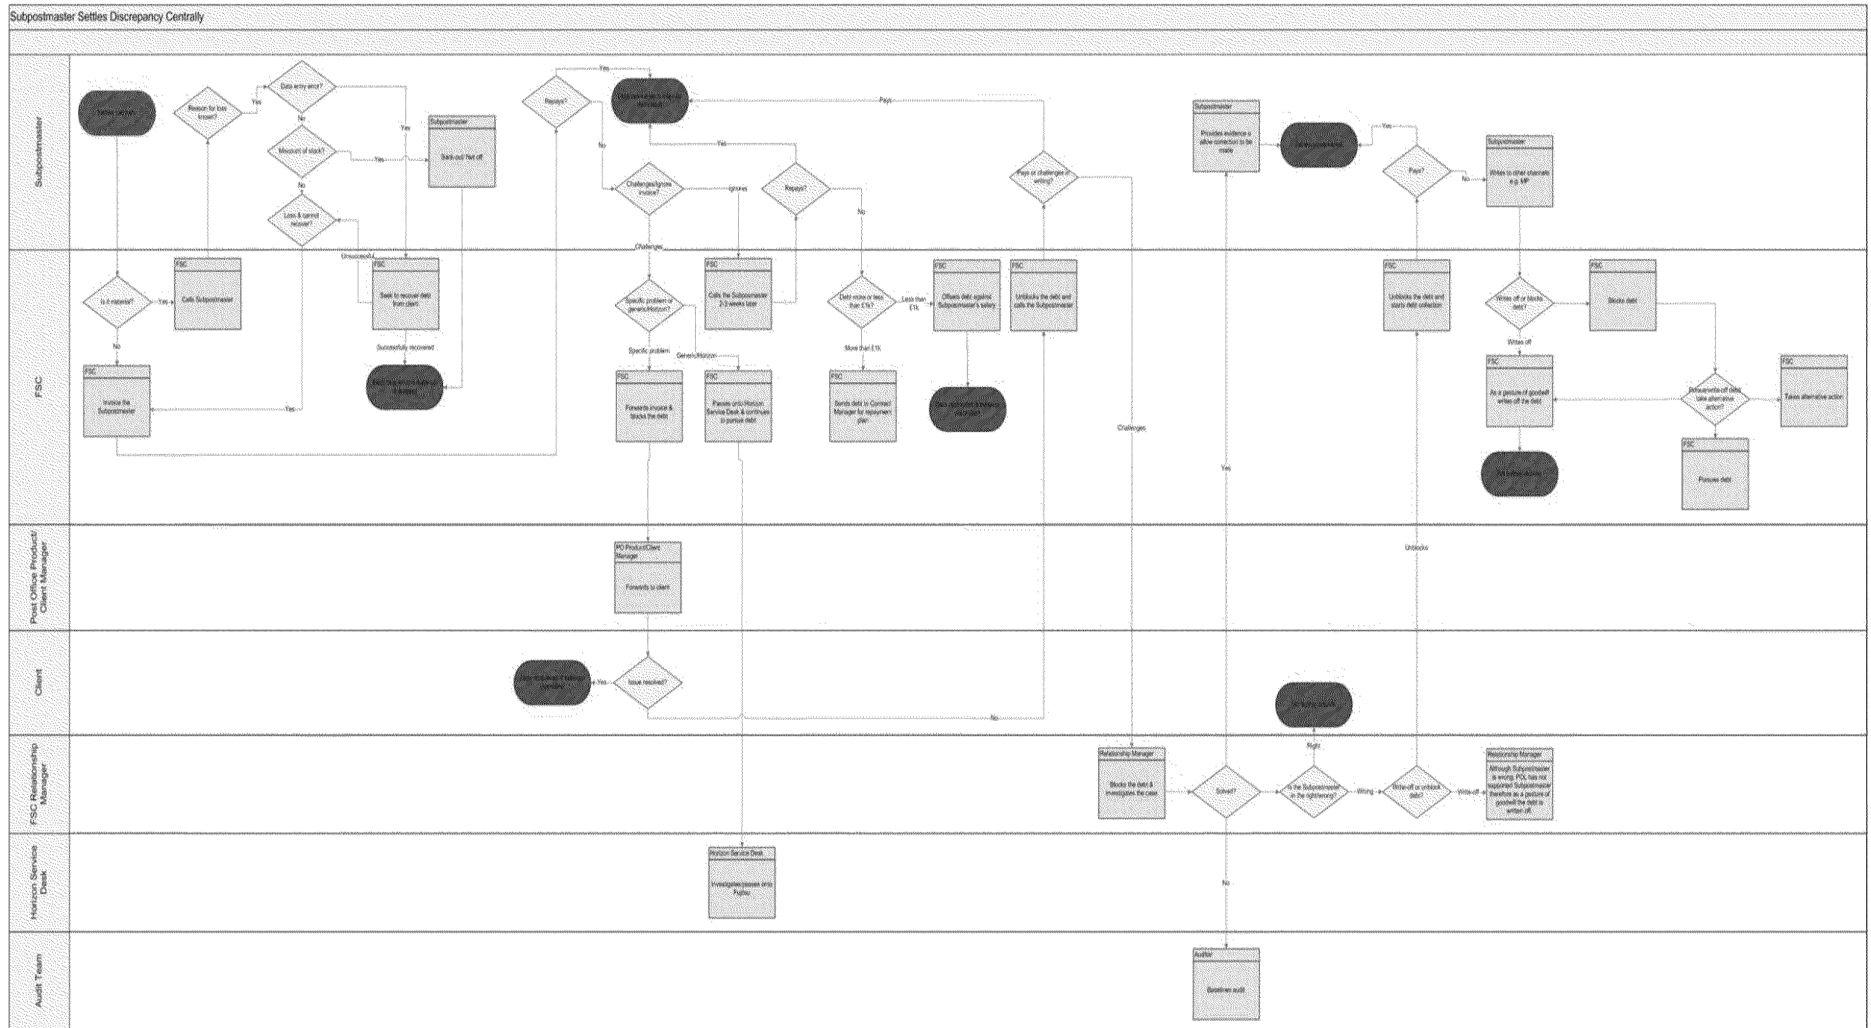 Subpostmaster Settles Discrepancy Centrally
Subpostmaster
Reason for loss
known?
Yes
Data entry error?
No
Yes
Miscount of stock?
Yes
No
Loss & cannot
recover?
Subpostmaster
Repays?
Yes
No
Challenges/Ignore
invoice?
Ignores
Challenges
Yes
Repays?
No
Pays
Pays or challenges in
writing?
Subpostmaster
Provides evidence
allow correction to be
made
Yes
Pays?
No
Subpostmaster
Writes to other channels
e.g. MP
FSC
Is it material?
Yes
No
FSC
Calls Subpostmaster
FSC
Invoice the
Subpostmaster
Yes
Unsuccessful
FSC
Seek to recover debt
from client
Successfully recovered
Specific problem or
generic/Horizon?
Specific problem
Generic/Horizon
FSC
Forwards invoice &
blocks the debt
FSC
Calls the Subpostmaster
2-3 weeks later
FSC
Passes onto Horizon
Service Desk & continues
to pursue debt
Debt more or less
than £1k?
Less than
£1k
More than £1k
FSC
Sends debt to Contract
Manager for repayment
plan
FSC
Offsets debt against
Subpostmaster's salary
FSC
Unblocks the debt and
calls the Subpostmaster
Challenges
Yes
FSC
Unblocks the debt and
starts debt collection
Writes off or blocks
debt?
Writes off
FSC
Blocks debt
FSC
As a gesture of goodwill
writes off the debt
take alternative
action?
FSC
Takes alternative action
FSC
Pursues debt
Post Office Product/
Client Manager
PO Product/Client
Manager
Forwards to client
Unblocks
Client
Yes
Issue resolved?
No
FSC Relationship
Manager
Relationship Manager
Blocks the debt &
investigates the case
Solved?
Right
Is the Subpostmaster
in the right/wrong?
Wrong
Write-off or unblock
debt?
Write-off
Relationship Manager
Although Subpostmaster
is wrong, POL has not
supported Subpostmaster
therefore as a gesture of
goodwill the debt is
written off.
Horizon Service
Desk
Horizon Service Desk
Investigates/passes onto
Fujitsu
No
Audit Team
Auditor
Baselines audit